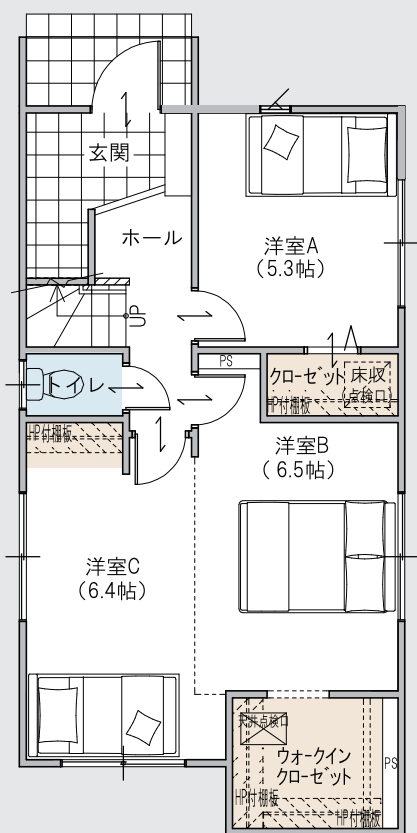 玄関
ホール
洋室A
（5.3帖）
UP
PS
トイレ
クローゼット
床収
点検口
HP付棚板
HP付棚板
洋室B
（6.5帖）
洋室C
（6.4帖）
天井点検口
ウォークイン
クローゼット
PS
HP付棚板
HP付棚板